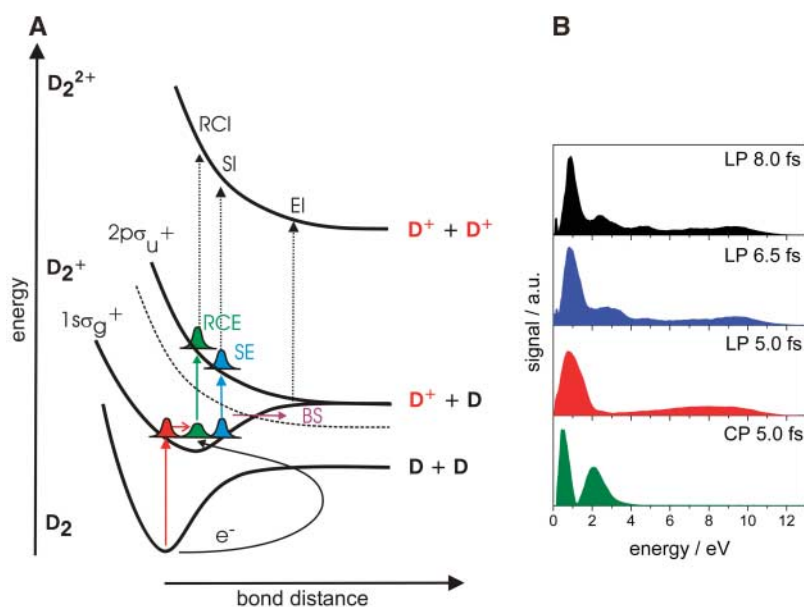 A
energy
D₂²⁺
RCI
SI
EI
D⁺ + D⁺
2pσᵤ⁺
D₂⁺
1sσg⁺
RCE
SE
BS
D⁺ + D
D + D
e⁻
D₂
bond distance
B
signal / a.u.
LP 8.0 fs
LP 6.5 fs
LP 5.0 fs
CP 5.0 fs
0 2 4 6 8 10 12
energy / eV